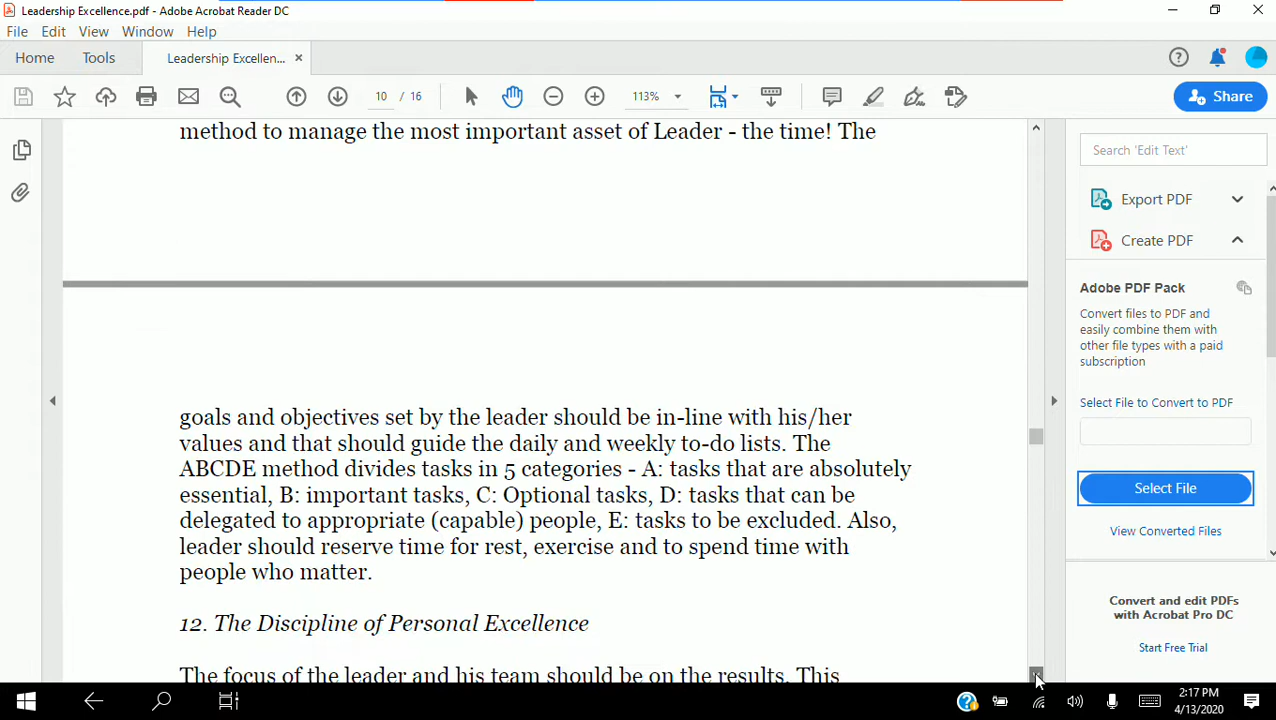 Leadership Excellence.pdf - Adobe Acrobat Reader DC
File Edit View Window Help
Home Tools Leadership Excellen... ×
10 / 16 113% Share
method to manage the most important asset of Leader - the time! The
goals and objectives set by the leader should be in-line with his/her
values and that should guide the daily and weekly to-do lists. The
ABCDE method divides tasks in 5 categories - A: tasks that are absolutely
essential, B: important tasks, C: Optional tasks, D: tasks that can be
delegated to appropriate (capable) people, E: tasks to be excluded. Also,
leader should reserve time for rest, exercise and to spend time with
people who matter.
12. The Discipline of Personal Excellence
The focus of the leader and his team should be on the results. This
Search 'Edit Text'
Export PDF
Create PDF
Adobe PDF Pack
Convert files to PDF and
easily combine them with
other file types with a paid
subscription
Select File to Convert to PDF
Select File
View Converted Files
Convert and edit PDFs
with Acrobat Pro DC
Start Free Trial
2:17 PM
4/13/2020